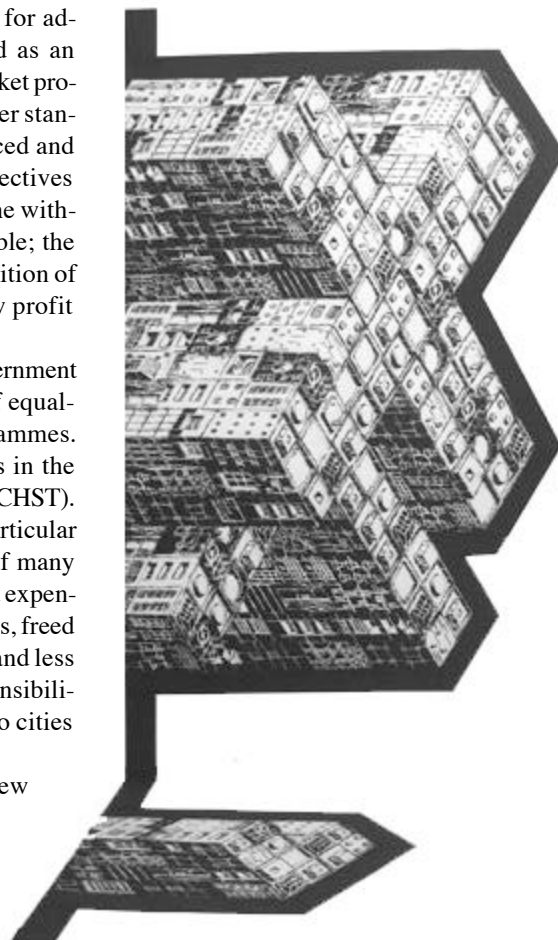 for ad-
d as an
ket pro-
er stan-
ced and
ectives
ne with-
ble; the
ition of
y profit
ernment
f equal-
ammes.
s in the
CHST).
rticular
f many
expen-
s, freed
and less
nsibili-
o cities
ew